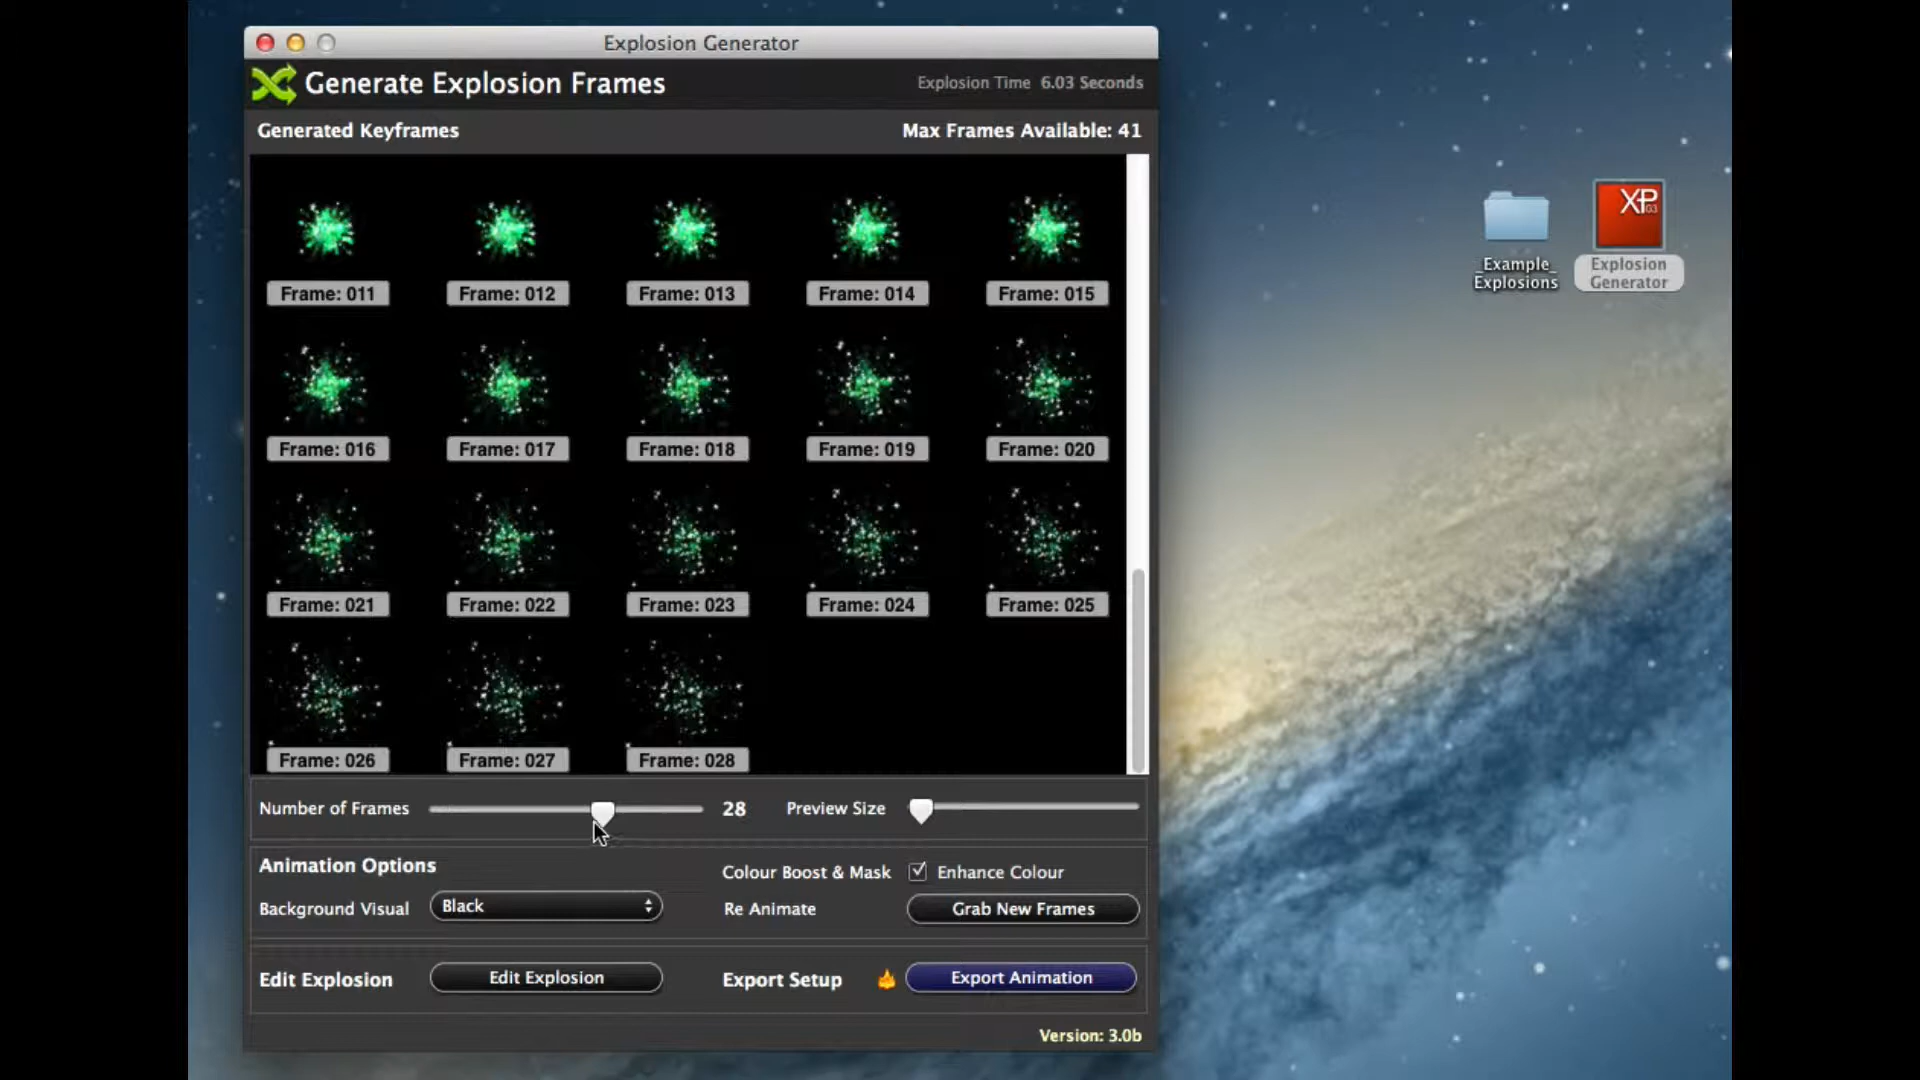 Explosion Generator
Generate Explosion Frames
Explosion Time 6.03 Seconds
Generated Keyframes
Max Frames Available: 41
Frame: 011
Frame: 012
Frame: 013
Frame: 014
Frame: 015
Frame: 016
Frame: 017
Frame: 018
Frame: 019
Frame: 020
Frame: 021
Frame: 022
Frame: 023
Frame: 024
Frame: 025
Frame: 026
Frame: 027
Frame: 028
Number of Frames
28
Preview Size
Animation Options
Colour Boost & Mask
Enhance Colour
Background Visual
Black
Re Animate
Grab New Frames
Edit Explosion
Edit Explosion
Export Setup
Export Animation
Version: 3.0b
_Example_
Explosions
XP03
Explosion
Generator